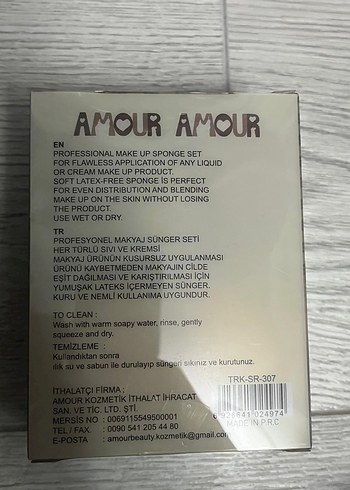 AMOUR AMOUR
EN
PROFESSIONAL MAKE UP SPONGE SET
FOR FLAWLESS APPLICATION OF ANY LIQUID
OR CREAM MAKE UP PRODUCT.
SOFT LATEX-FREE SPONGE IS PERFECT
FOR EVEN DISTRIBUTION AND BLENDING
MAKE UP ON THE SKIN WITHOUT LOSING
THE PRODUCT.
USE WET OR DRY.
TR
PROFESYONEL MAKYAJ SÜNGER SETİ
HER TÜRLÜ SIVI VE KREMSİ
MAKYAJ ÜRÜNÜN KUSURSUZ UYGULANMASI
ÜRÜNÜ KAYBETMEDEN MAKYAJIN CİLDE
EŞİT DAĞILMASI VE KARIŞTIRILMASI İÇİN
YUMUŞAK LATEKS İÇERMEYEN SÜNGER.
KURU VE NEMLİ KULLANIMA UYGUNDUR.
TO CLEAN :
Wash with warm soapy water, rinse, gently
squeeze and dry.
TEMİZLEME :
Kullandıktan sonra
ılık su ve sabun ile durulayıp süngeri sıkınız ve kurutunuz.
TRK-SR-307
İTHALATÇI FİRMA :
AMOUR KOZMETİK İTHALAT İHRACAT
SAN. VE TİC. LTD. ŞTİ.
MERSİS NO : 0069115549500001
TEL / FAX. : 0090 541 205 44 80
E-POSTA : amourbeauty.kozmetik@gmail.com
MADE IN P.R.C